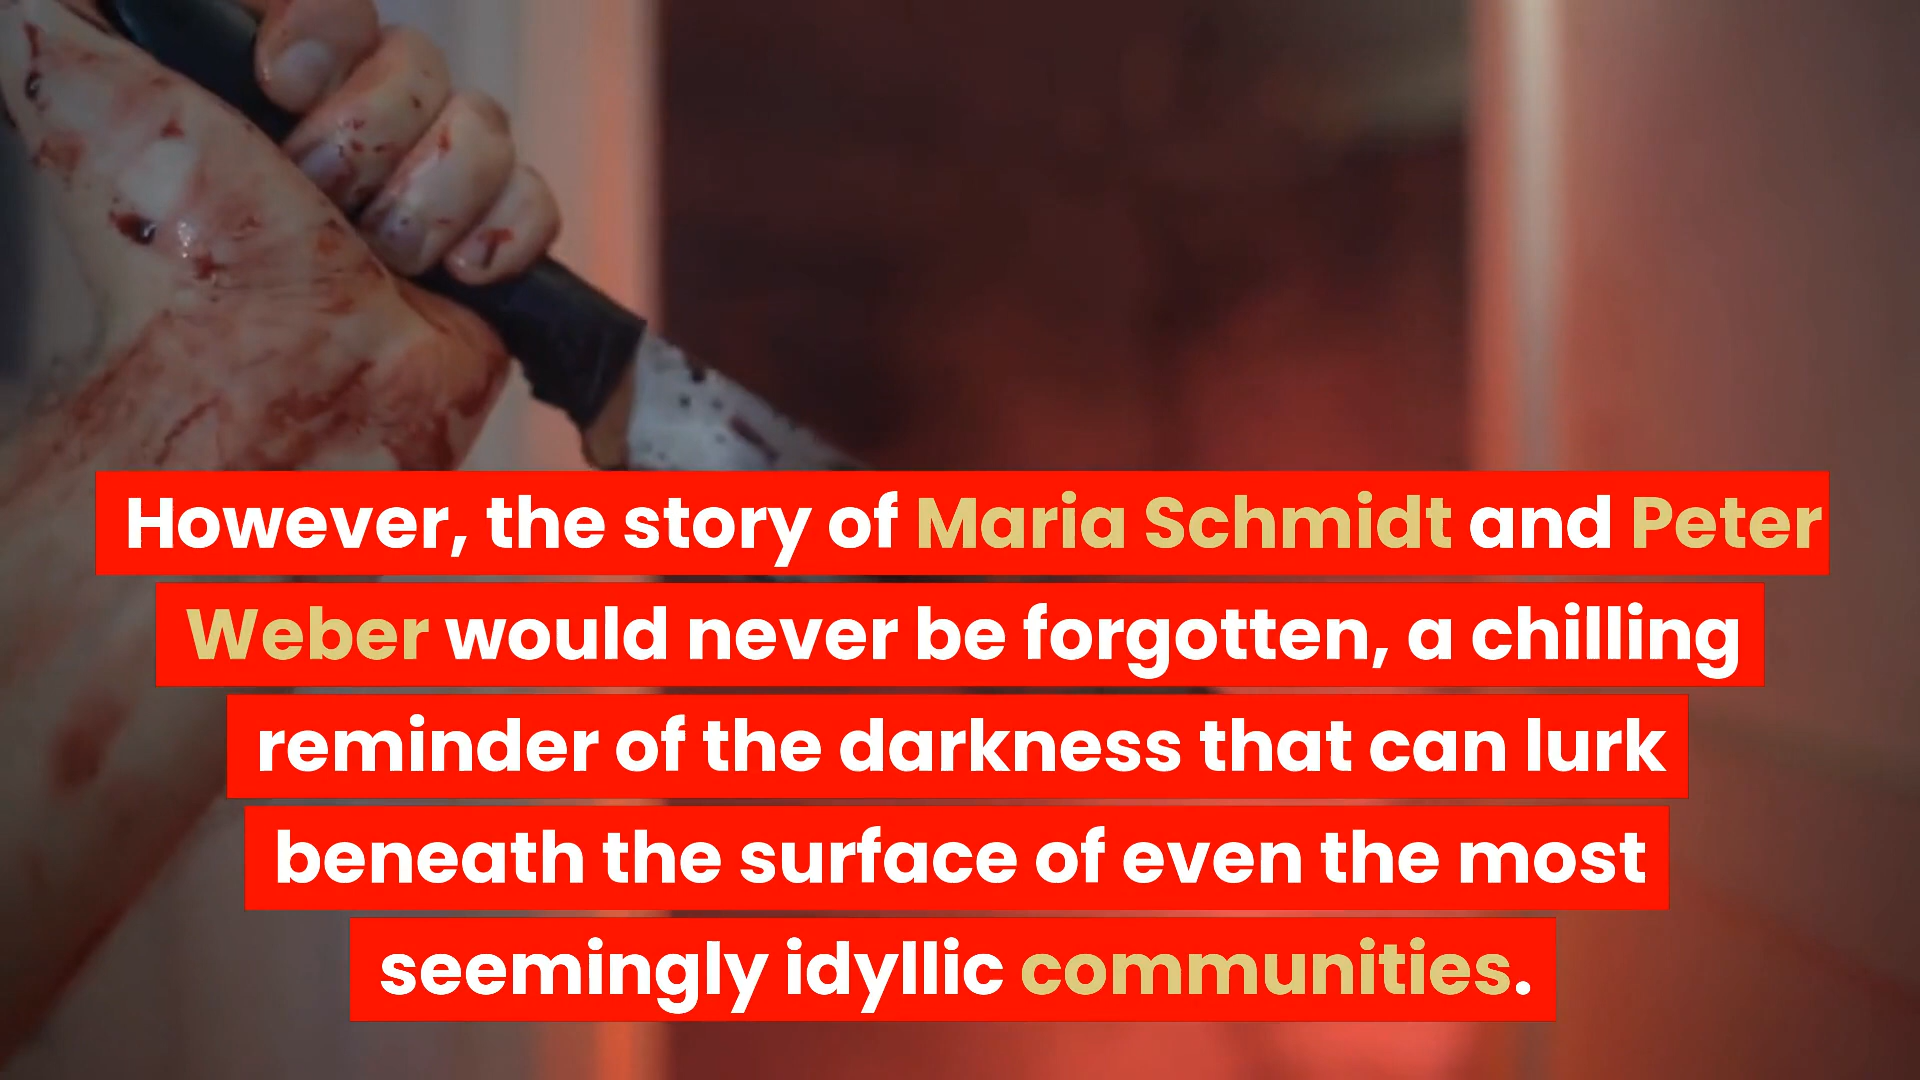 However, the story of Maria Schmidt and Peter
Weber would never be forgotten, a chilling
reminder of the darkness that can lurk
beneath the surface of even the most
seemingly idyllic communities.